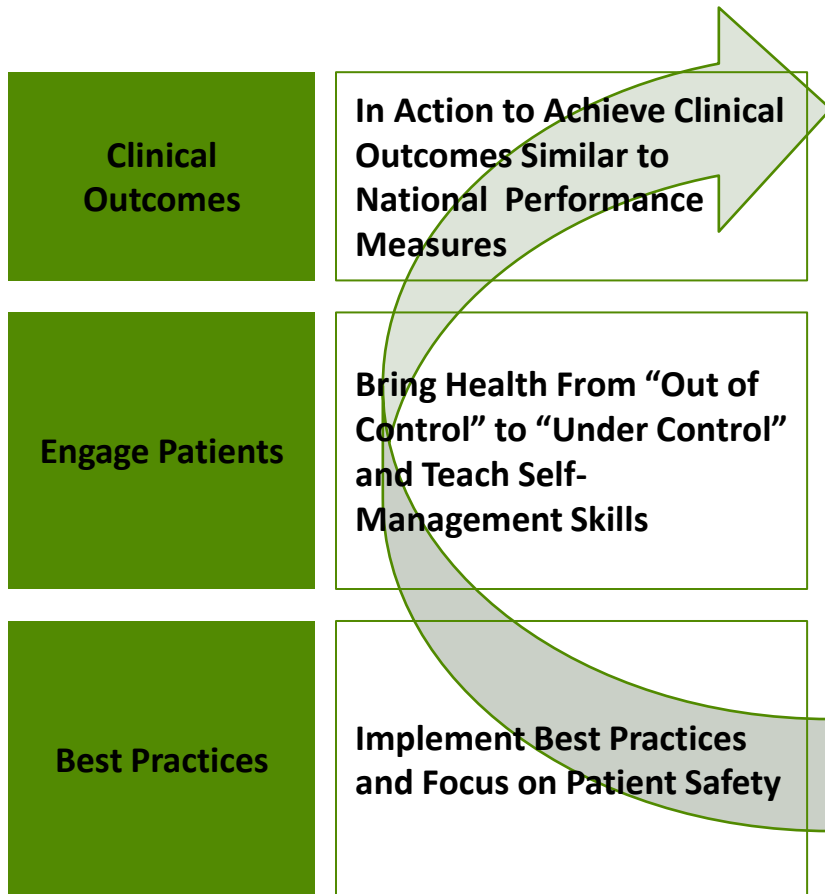 Clinical
Outcomes
In Action to Achieve Clinical
Outcomes Similar to
National Performance
Measures
Engage Patients
Bring Health From “Out of
Control” to “Under Control”
and Teach Self-
Management Skills
Best Practices
Implement Best Practices
and Focus on Patient Safety